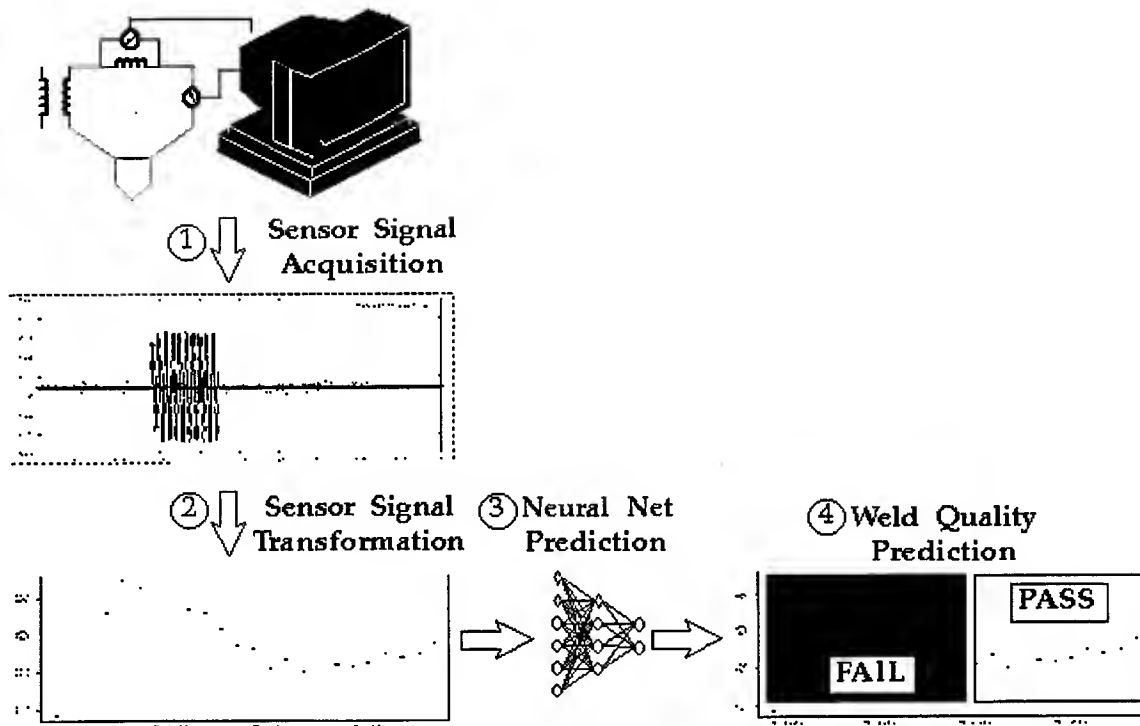 ① Sensor Signal
Acquisition
② Sensor Signal
Transformation
③ Neural Net
Prediction
④ Weld Quality
Prediction
PASS
FAIL